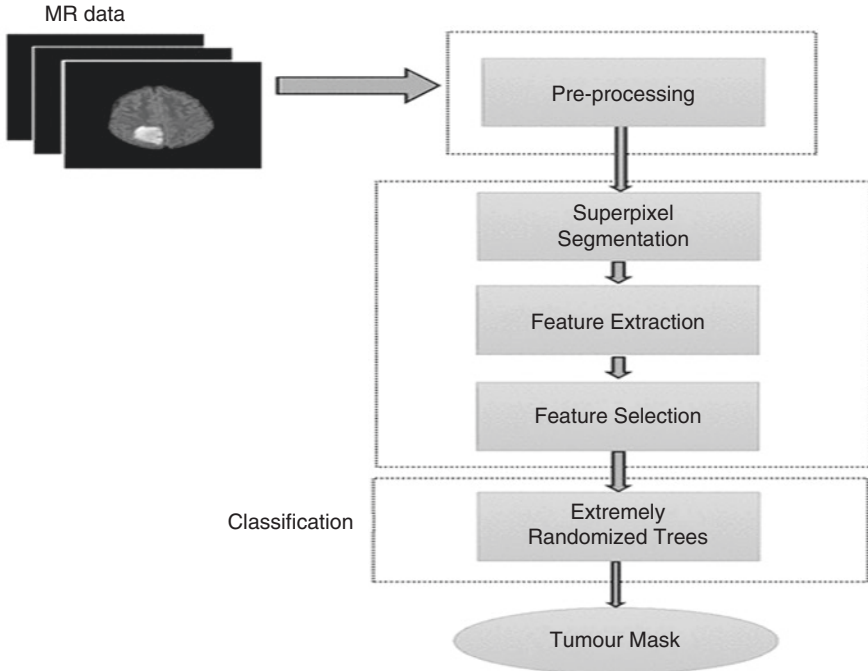 MR data
Pre-processing
Superpixel
Segmentation
Feature Extraction
Feature Selection
Classification
Extremely
Randomized Trees
Tumour Mask